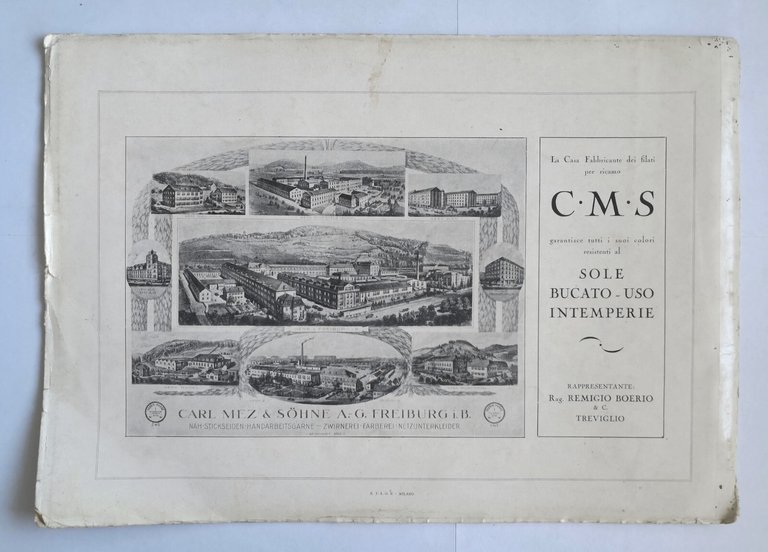 CARL MEZ & SÖHNE A.-G. FREIBURG i.B.
NÄH-STICKSEIDEN-HANDARBEITSGARNE - ZWIRNEREI-FÄRBEREI-NETZUNTERKLEIDER
La Casa Fabbricante dei filati
per ricamo
C·M·S
garantisce tutti i suoi colori
resistenti al
SOLE
BUCATO - USO
INTEMPERIE
RAPPRESENTANTE:
Rag. REMIGIO BOERIO
& C.
TREVIGLIO
MILANO